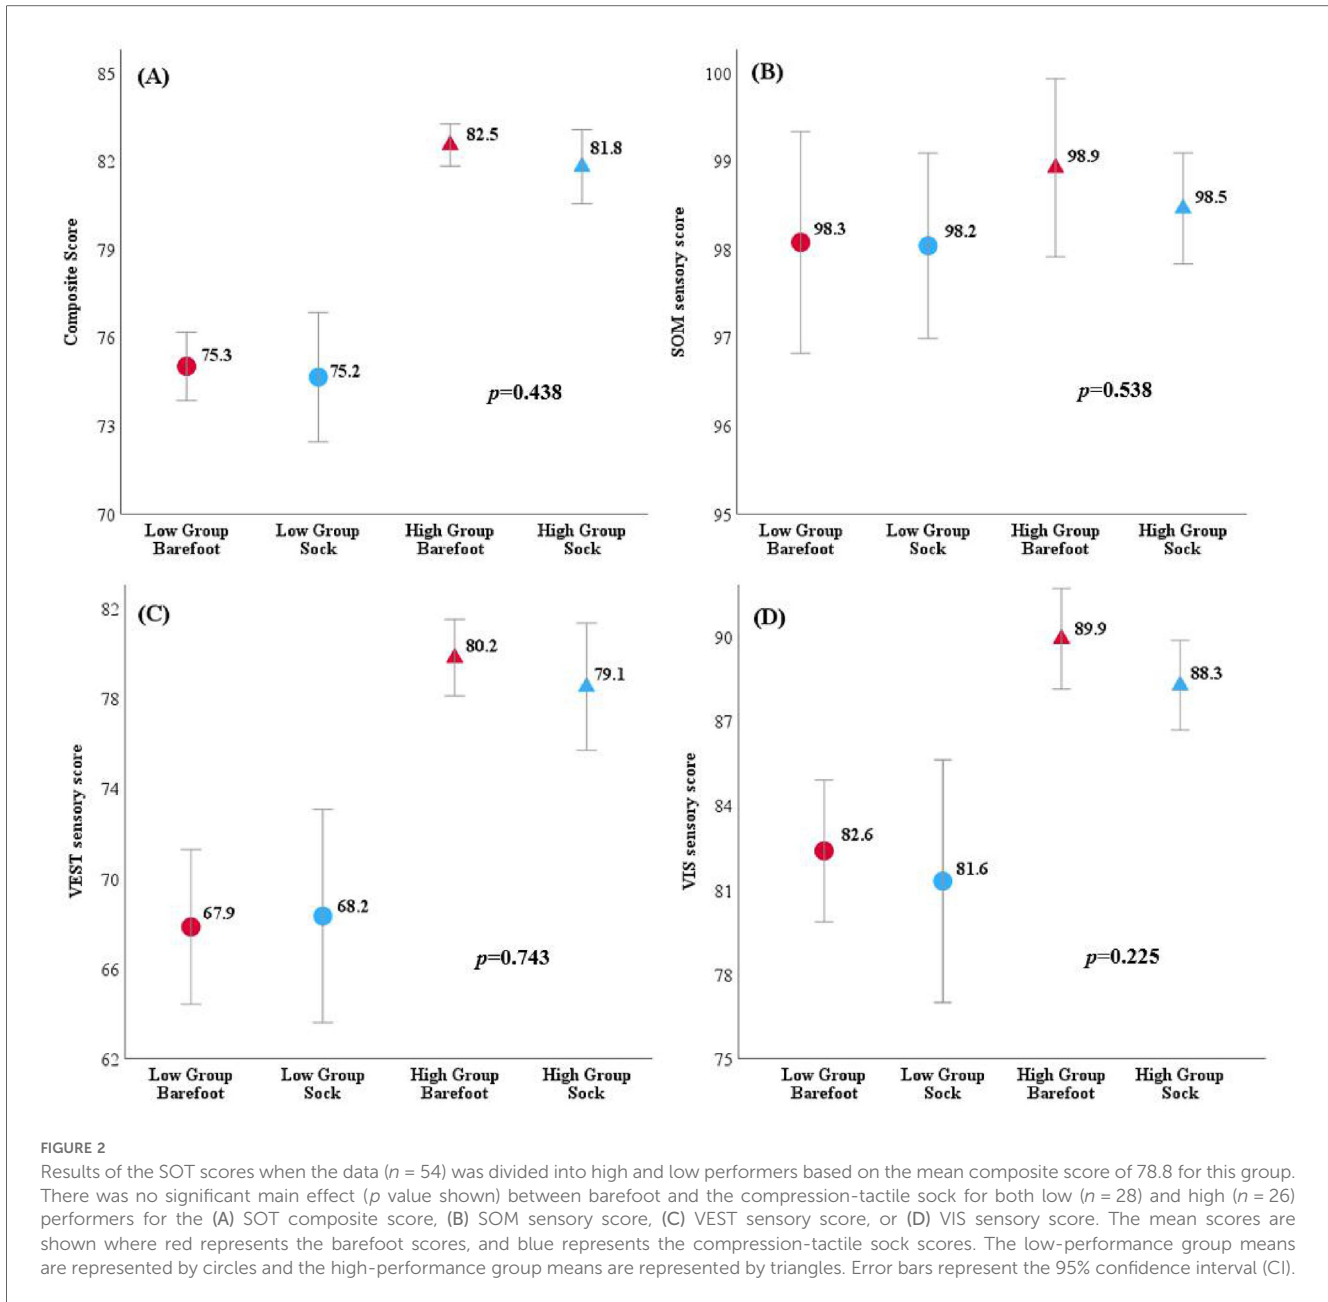 (A)
85
82
79
76
73
70
Composite Score
75.3
75.2
82.5
81.8
p=0.438
Low Group Barefoot
Low Group Sock
High Group Barefoot
High Group Sock
(B)
100
99
98
97
96
95
SOM sensory score
98.3
98.2
98.9
98.5
p=0.538
Low Group Barefoot
Low Group Sock
High Group Barefoot
High Group Sock
(C)
82
78
74
70
66
62
VEST sensory score
67.9
68.2
80.2
79.1
p=0.743
Low Group Barefoot
Low Group Sock
High Group Barefoot
High Group Sock
(D)
90
87
84
81
78
75
VIS sensory score
82.6
81.6
89.9
88.3
p=0.225
Low Group Barefoot
Low Group Sock
High Group Barefoot
High Group Sock
FIGURE 2
Results of the SOT scores when the data (n = 54) was divided into high and low performers based on the mean composite score of 78.8 for this group.
There was no significant main effect (p value shown) between barefoot and the compression-tactile sock for both low (n = 28) and high (n = 26)
performers for the (A) SOT composite score, (B) SOM sensory score, (C) VEST sensory score, or (D) VIS sensory score. The mean scores are
shown where red represents the barefoot scores, and blue represents the compression-tactile sock scores. The low-performance group means
are represented by circles and the high-performance group means are represented by triangles. Error bars represent the 95% confidence interval (CI).